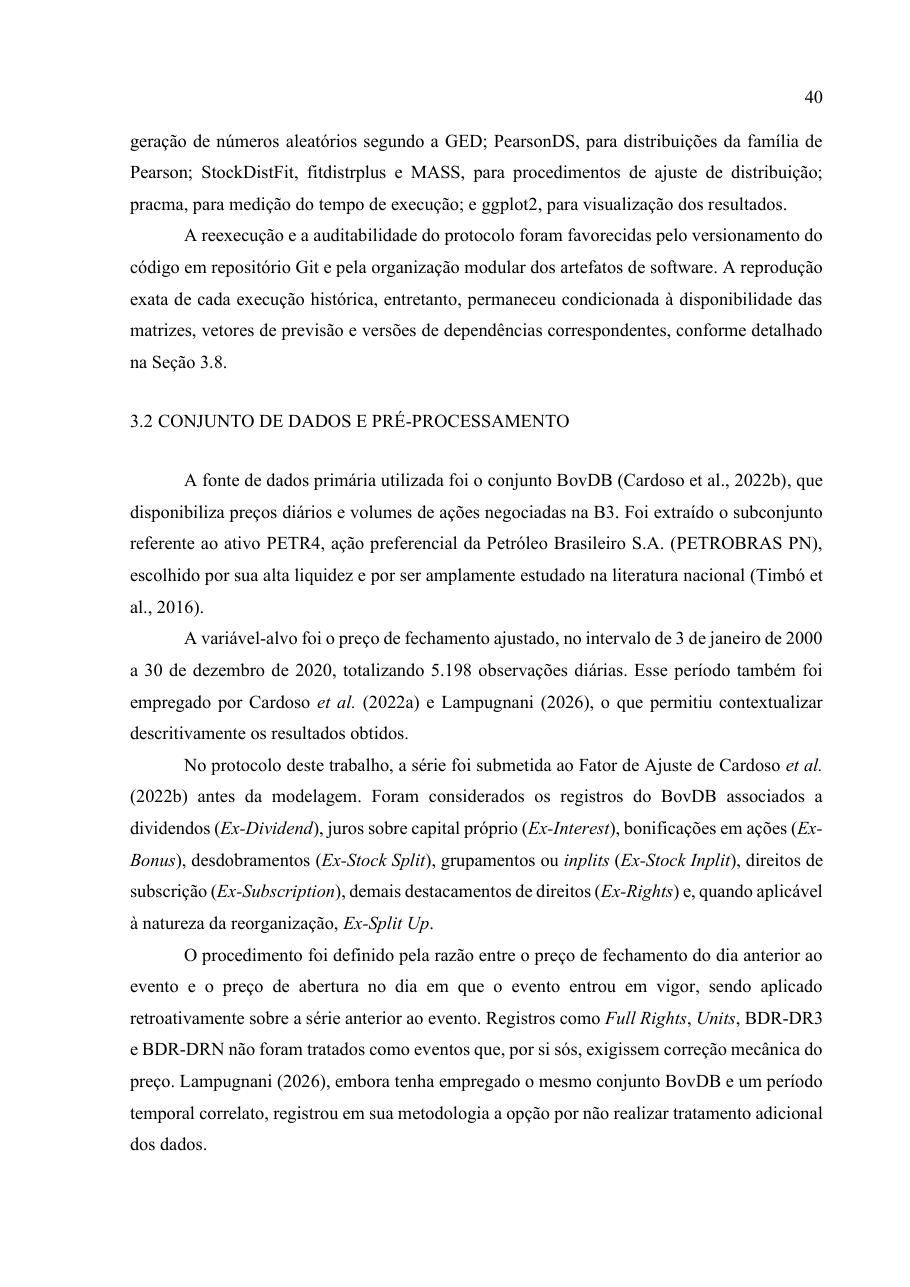 40
geração de números aleatórios segundo a GED; PearsonDS, para distribuições da família de
Pearson; StockDistFit, fitdistrplus e MASS, para procedimentos de ajuste de distribuição;
pracma, para medição do tempo de execução; e ggplot2, para visualização dos resultados.
A reexecução e a auditabilidade do protocolo foram favorecidas pelo versionamento do
código em repositório Git e pela organização modular dos artefatos de software. A reprodução
exata de cada execução histórica, entretanto, permaneceu condicionada à disponibilidade das
matrizes, vetores de previsão e versões de dependências correspondentes, conforme detalhado
na Seção 3.8.
3.2 CONJUNTO DE DADOS E PRÉ-PROCESSAMENTO
A fonte de dados primária utilizada foi o conjunto BovDB (Cardoso et al., 2022b), que
disponibiliza preços diários e volumes de ações negociadas na B3. Foi extraído o subconjunto
referente ao ativo PETR4, ação preferencial da Petróleo Brasileiro S.A. (PETROBRAS PN),
escolhido por sua alta liquidez e por ser amplamente estudado na literatura nacional (Timbó et
al., 2016).
A variável-alvo foi o preço de fechamento ajustado, no intervalo de 3 de janeiro de 2000
a 30 de dezembro de 2020, totalizando 5.198 observações diárias. Esse período também foi
empregado por Cardoso et al. (2022a) e Lampugnani (2026), o que permitiu contextualizar
descritivamente os resultados obtidos.
No protocolo deste trabalho, a série foi submetida ao Fator de Ajuste de Cardoso et al.
(2022b) antes da modelagem. Foram considerados os registros do BovDB associados a
dividendos (Ex-Dividend), juros sobre capital próprio (Ex-Interest), bonificações em ações (Ex-
Bonus), desdobramentos (Ex-Stock Split), grupamentos ou inplits (Ex-Stock Inplit), direitos de
subscrição (Ex-Subscription), demais destacamentos de direitos (Ex-Rights) e, quando aplicável
à natureza da reorganização, Ex-Split Up.
O procedimento foi definido pela razão entre o preço de fechamento do dia anterior ao
evento e o preço de abertura no dia em que o evento entrou em vigor, sendo aplicado
retroativamente sobre a série anterior ao evento. Registros como Full Rights, Units, BDR-DR3
e BDR-DRN não foram tratados como eventos que, por si sós, exigissem correção mecânica do
preço. Lampugnani (2026), embora tenha empregado o mesmo conjunto BovDB e um período
temporal correlato, registrou em sua metodologia a opção por não realizar tratamento adicional
dos dados.